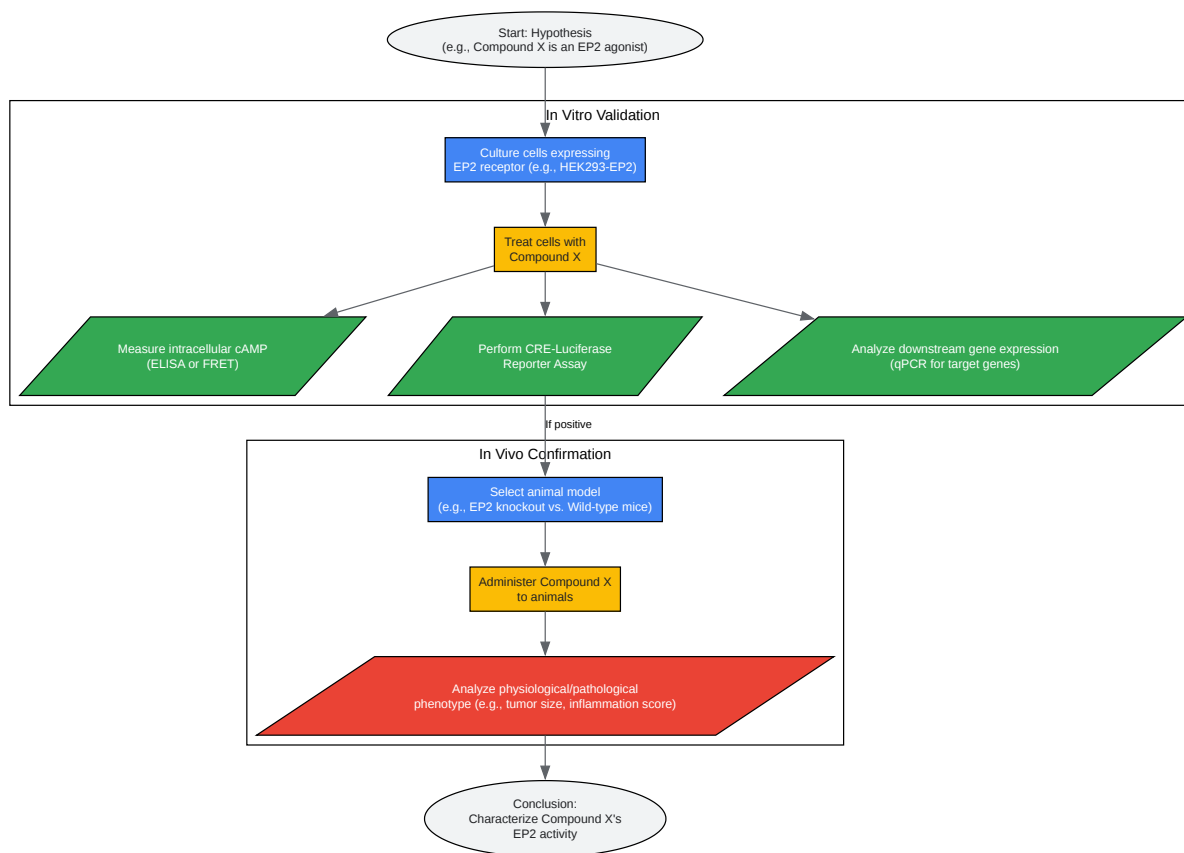 Start: Hypothesis
(e.g., Compound X is an EP2 agonist)
In Vitro Validation
Culture cells expressing
EP2 receptor (e.g., HEK293-EP2)
Treat cells with
Compound X
Measure intracellular cAMP
(ELISA or FRET)
Perform CRE-Luciferase
Reporter Assay
Analyze downstream gene expression
(qPCR for target genes)
If positive
In Vivo Confirmation
Select animal model
(e.g., EP2 knockout vs. Wild-type mice)
Administer Compound X
to animals
Analyze physiological/pathological
phenotype (e.g., tumor size, inflammation score)
Conclusion:
Characterize Compound X's
EP2 activity